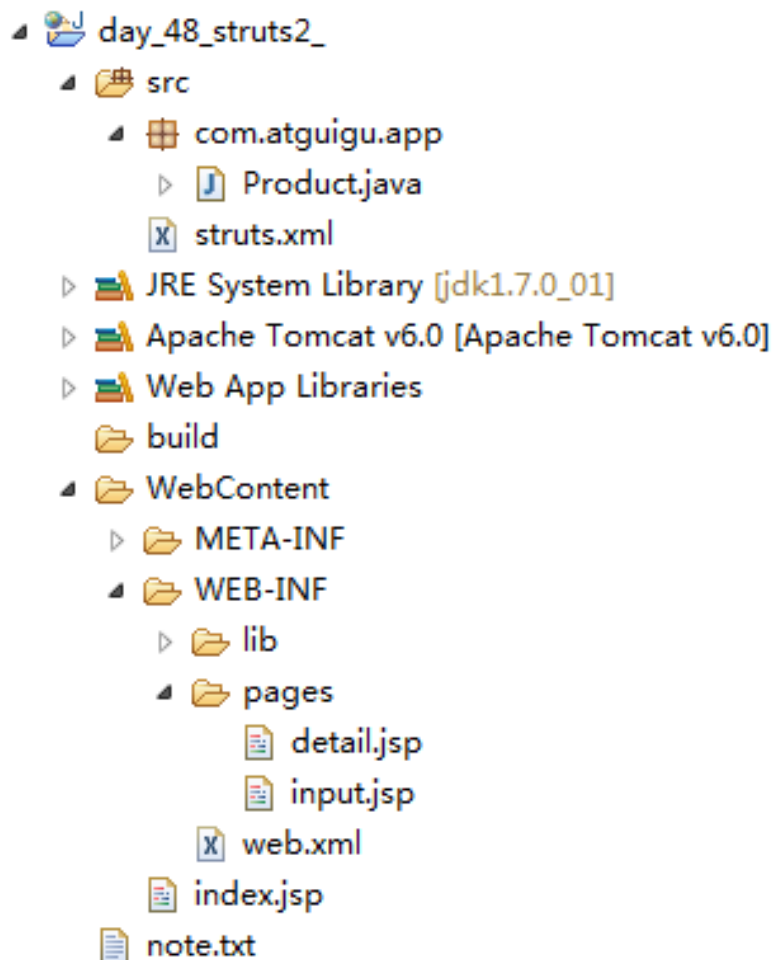 day_48_struts2_
src
com.atguigu.app
Product.java
struts.xml
JRE System Library [jdk1.7.0_01]
Apache Tomcat v6.0 [Apache Tomcat v6.0]
Web App Libraries
build
WebContent
META-INF
WEB-INF
lib
pages
detail.jsp
input.jsp
web.xml
index.jsp
note.txt